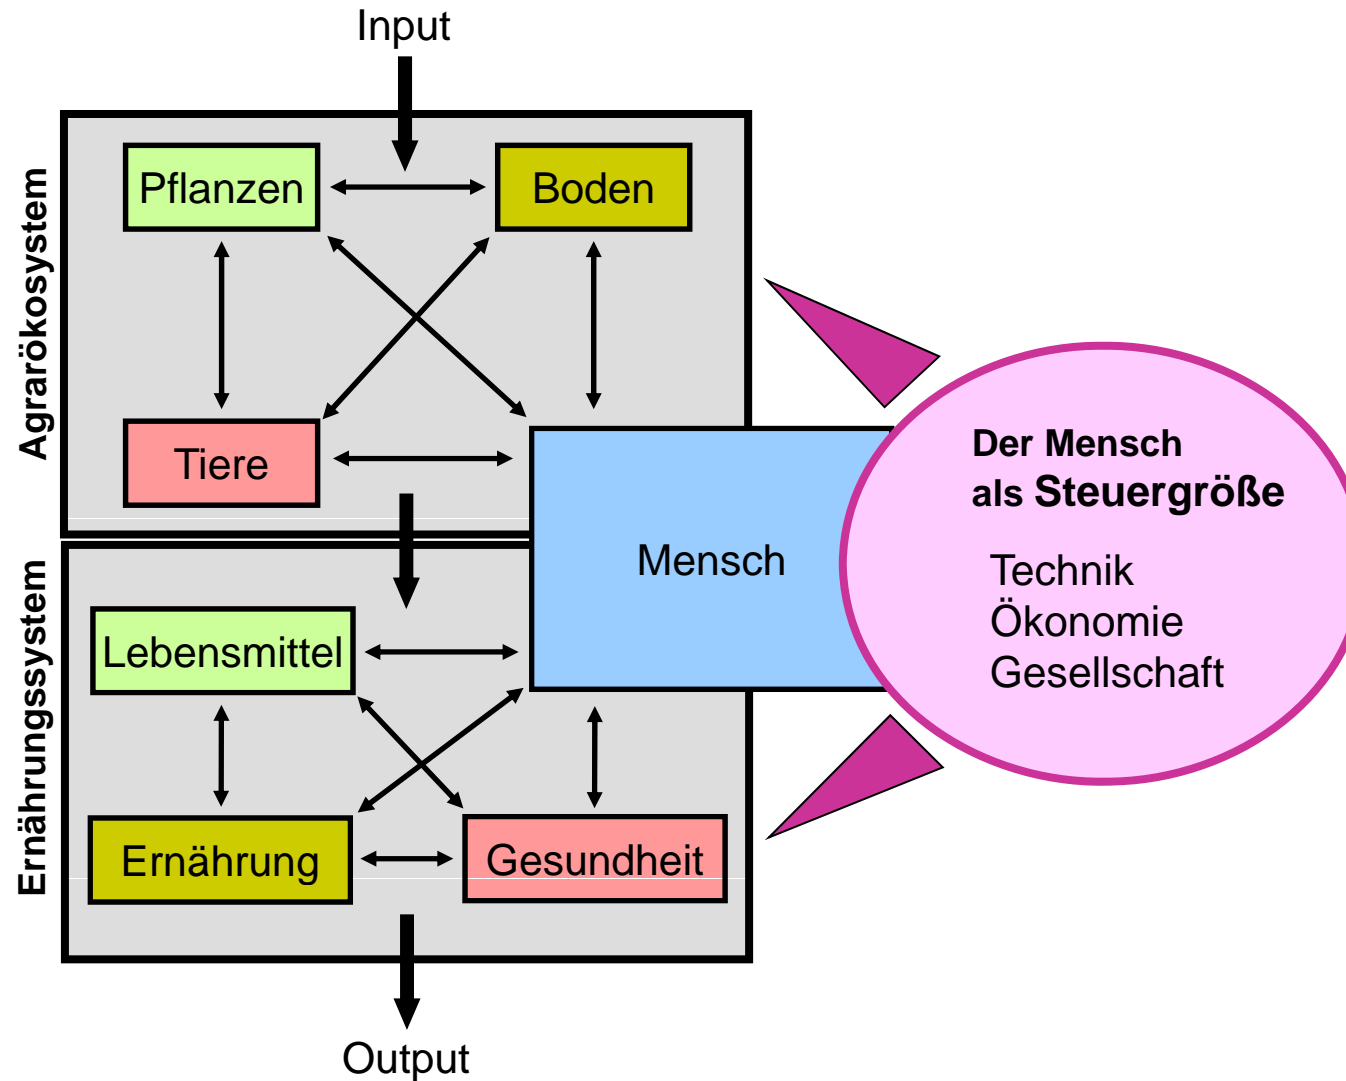 Input
Agrarökosystem
Pflanzen
Boden
Tiere
Mensch
Der Mensch
als Steuergröße
Technik
Ökonomie
Gesellschaft
Ernährungssystem
Lebensmittel
Ernährung
Gesundheit
Output